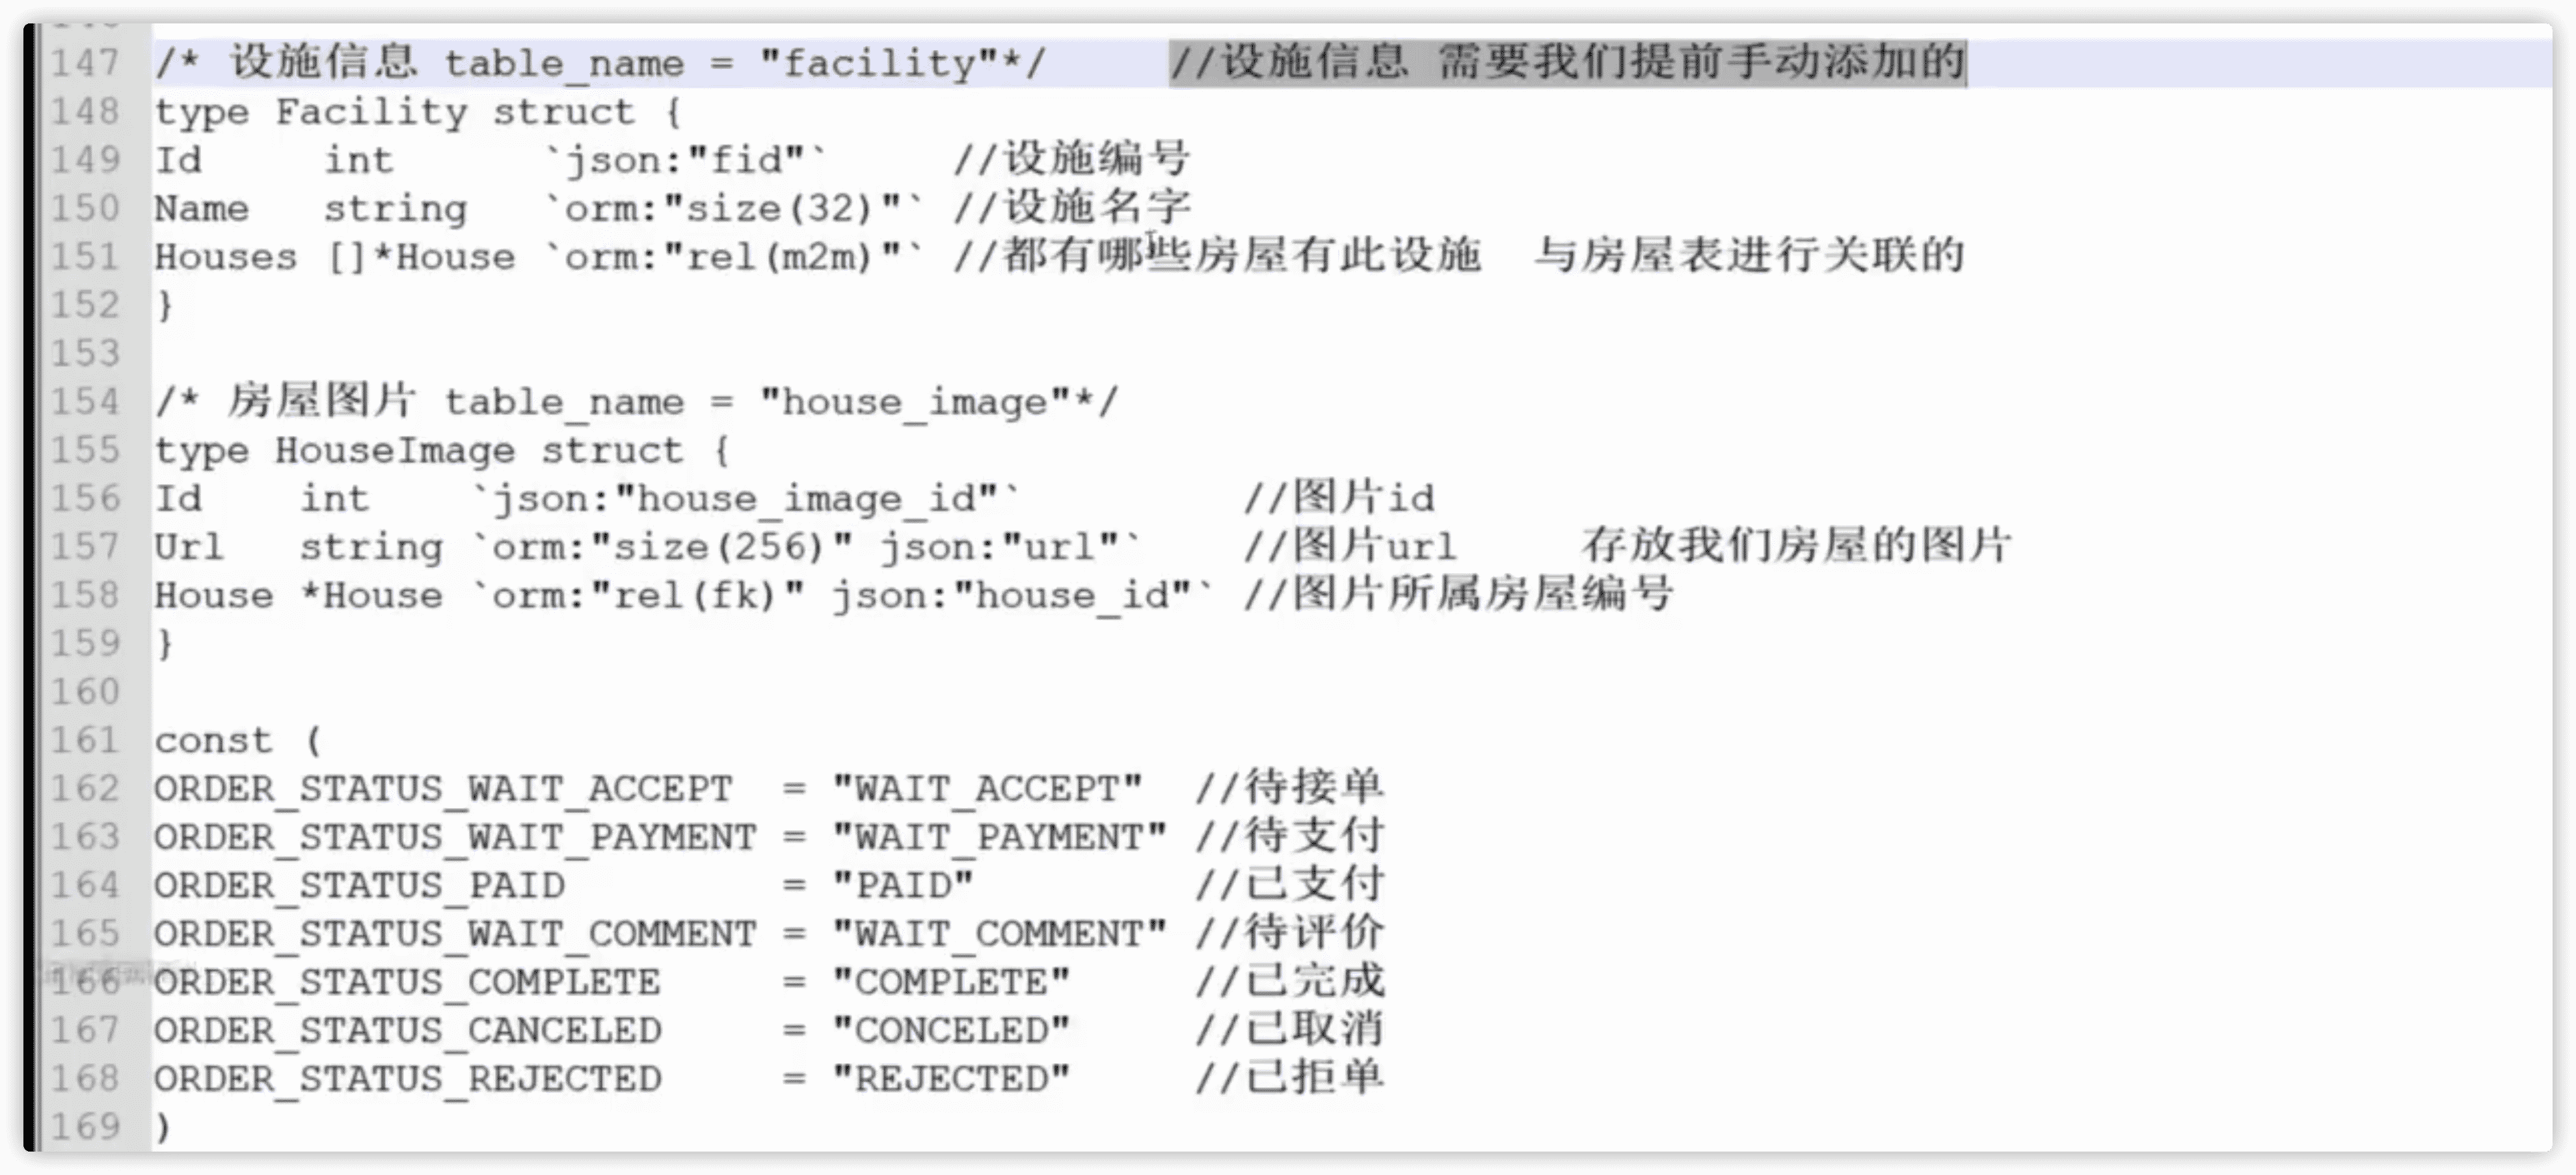 147 /* 设施信息 table_name = "facility"*/     //设施信息 需要我们提前手动添加的
148 type Facility struct {
149 Id     int      `json:"fid"`     //设施编号
150 Name   string   `orm:"size(32)"` //设施名字
151 Houses []*House `orm:"rel(m2m)"` //都有哪些房屋有此设施  与房屋表进行关联的
152 }
153
154 /* 房屋图片 table_name = "house_image"*/
155 type HouseImage struct {
156 Id    int    `json:"house_image_id"`         //图片id
157 Url   string `orm:"size(256)" json:"url"`    //图片url     存放我们房屋的图片
158 House *House `orm:"rel(fk)" json:"house_id"` //图片所属房屋编号
159 }
160
161 const (
162 ORDER_STATUS_WAIT_ACCEPT  = "WAIT_ACCEPT"  //待接单
163 ORDER_STATUS_WAIT_PAYMENT = "WAIT_PAYMENT" //待支付
164 ORDER_STATUS_PAID         = "PAID"         //已支付
165 ORDER_STATUS_WAIT_COMMENT = "WAIT_COMMENT" //待评价
166 ORDER_STATUS_COMPLETE     = "COMPLETE"     //已完成
167 ORDER_STATUS_CANCELED     = "CONCELED"     //已取消
168 ORDER_STATUS_REJECTED     = "REJECTED"     //已拒单
169 )